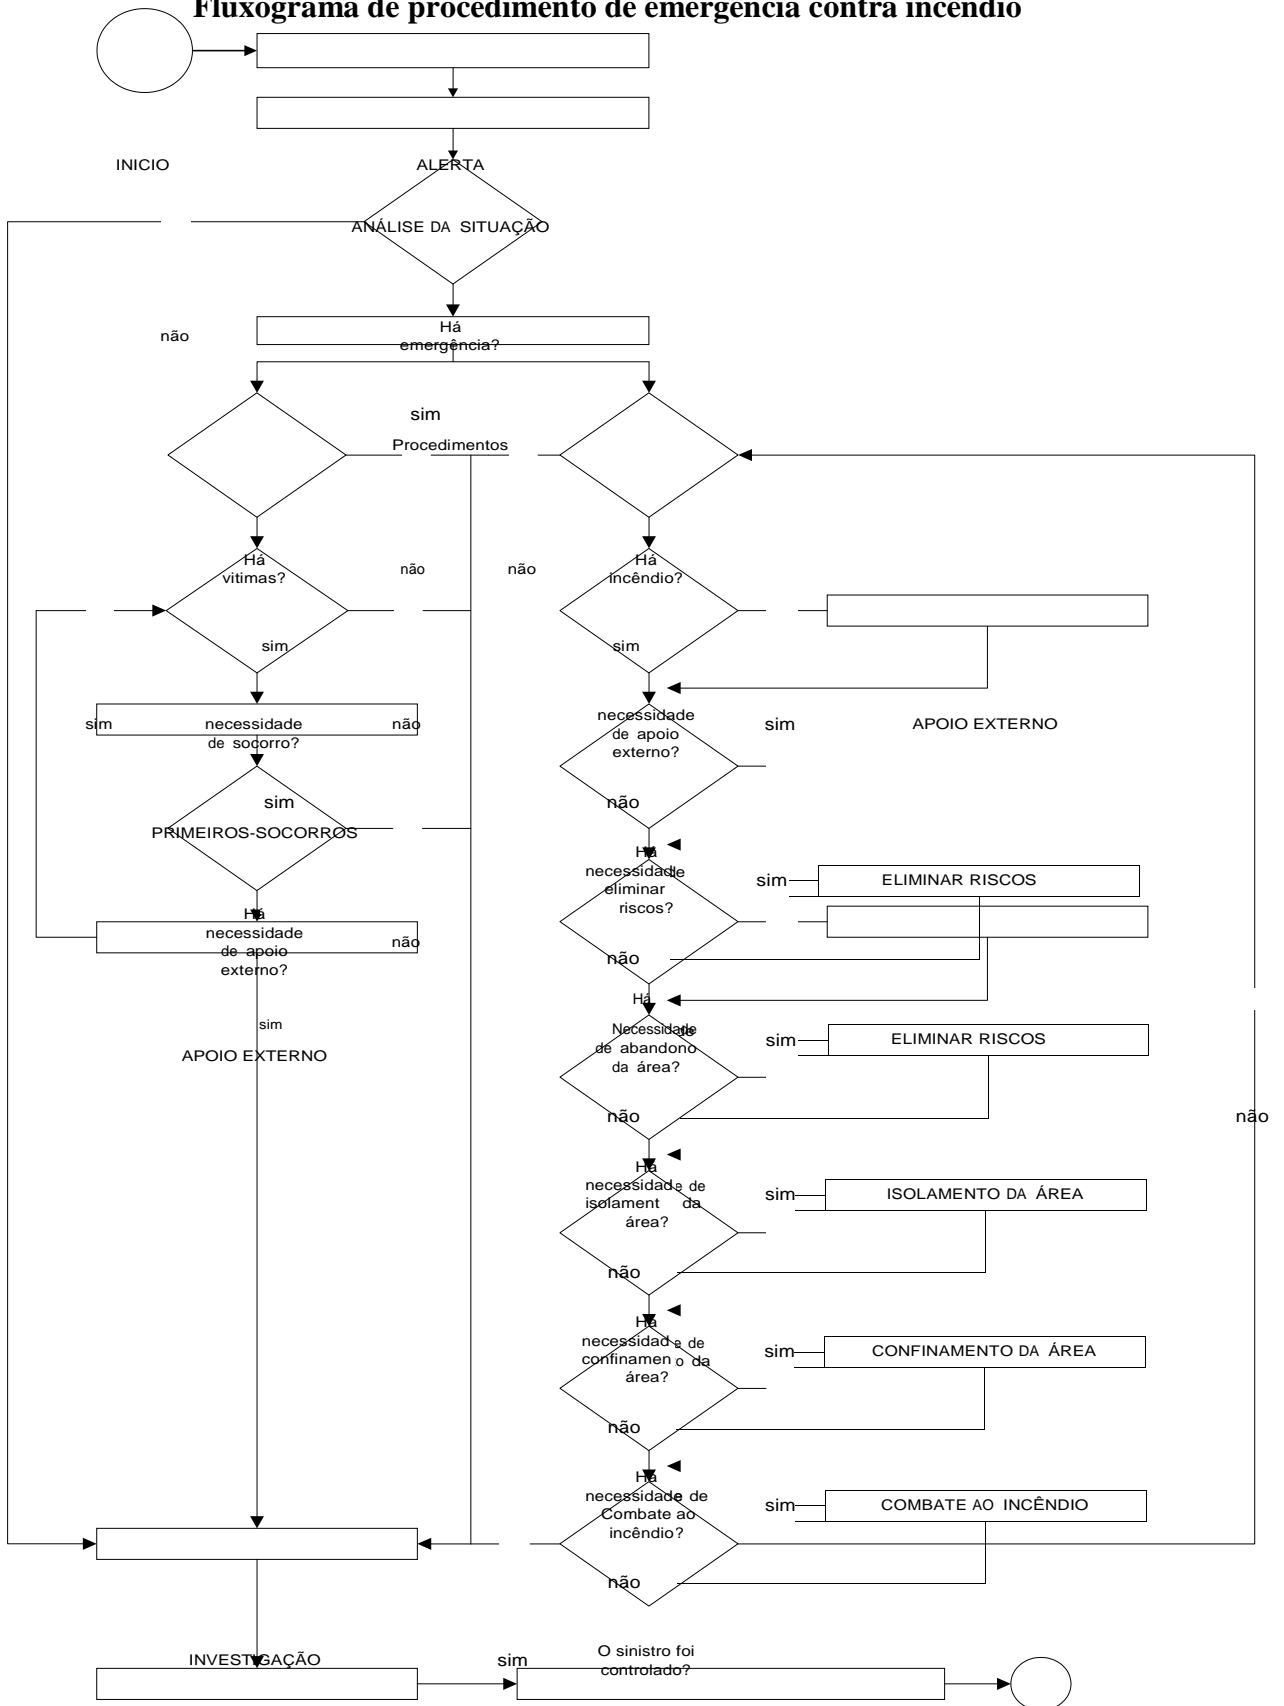 Fluxograma de procedimento de emergência contra incêndio
INICIO
ALERTA
ANÁLISE DA SITUAÇÃO
não
Há
emergência?
sim
Procedimentos
Há
vitimas?
não
não
Há
incêndio?
sim
sim
sim
necessidade
de socorro?
não
necessidade
de apoio
externo?
sim
APOIO EXTERNO
sim
não
PRIMEIROS-SOCORROS
Há
necessidade de
eliminar
riscos?
sim
ELIMINAR RISCOS
Há
necessidade
de apoio
externo?
não
não
Há
Necessidade
de abandono
da área?
sim
ELIMINAR RISCOS
sim
APOIO EXTERNO
não
não
Há
necessidade de
isolament da
área?
sim
ISOLAMENTO DA ÁREA
não
Há
necessidade de
confinamen o da
área?
sim
CONFINAMENTO DA ÁREA
não
Há
necessidade de
Combate ao
incêndio?
sim
COMBATE AO INCÊNDIO
não
INVESTIGAÇÃO
sim
O sinistro foi
controlado?